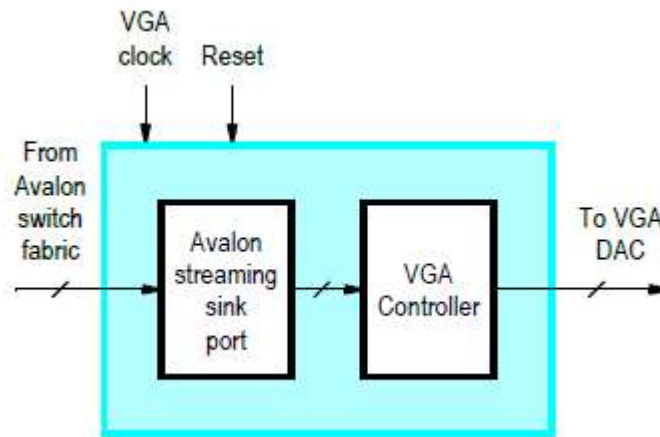 VGA
clock
Reset
From
Avalon
switch
fabric
Avalon
streaming
sink
port
VGA
Controller
To VGA
DAC